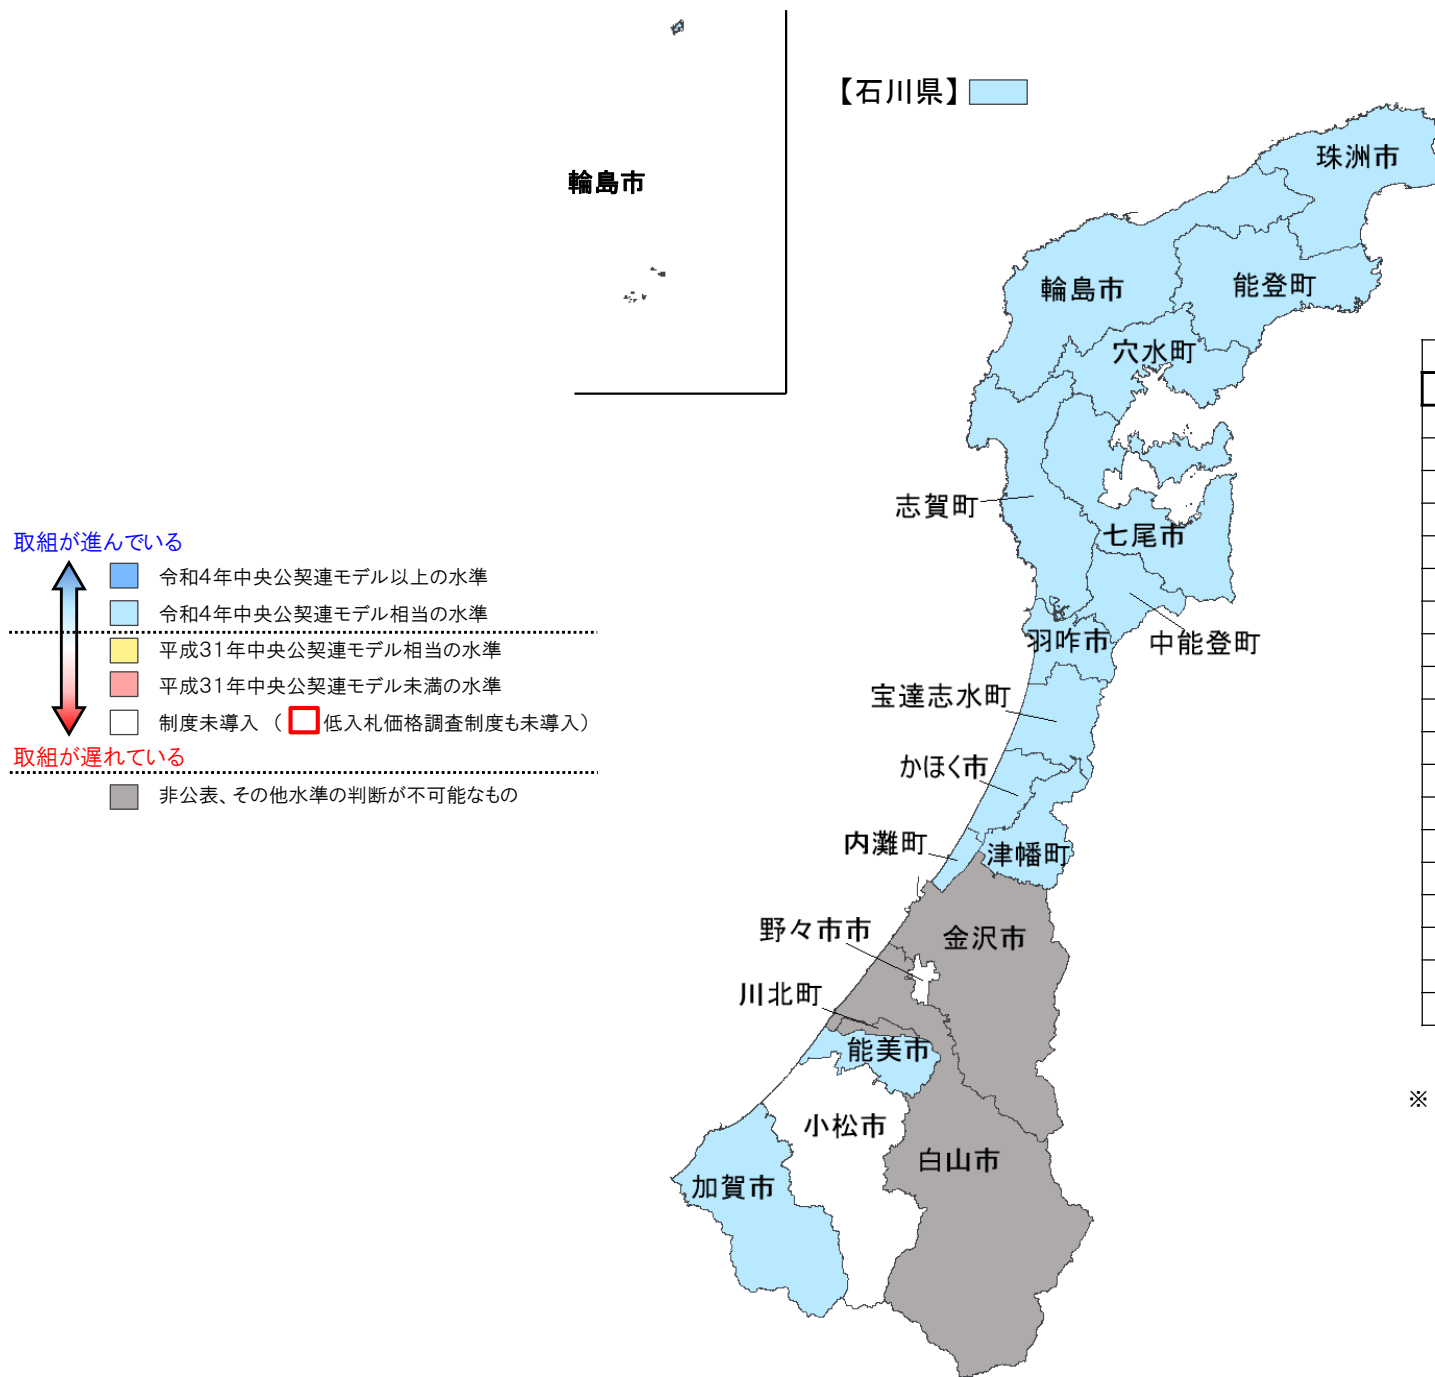 【石川県】
輪島市
珠洲市
輪島市
能登町
穴水町
志賀町
七尾市
羽咋市
中能登町
宝達志水町
かほく市
内灘町
津幡町
野々市市
金沢市
川北町
能美市
小松市
白山市
加賀市
取組が進んでいる
令和4年中央公契連モデル以上の水準
令和4年中央公契連モデル相当の水準
平成31年中央公契連モデル相当の水準
平成31年中央公契連モデル未満の水準
制度未導入 （ 低入札価格調査制度も未導入）
取組が遅れている
非公表、その他水準の判断が不可能なもの
※